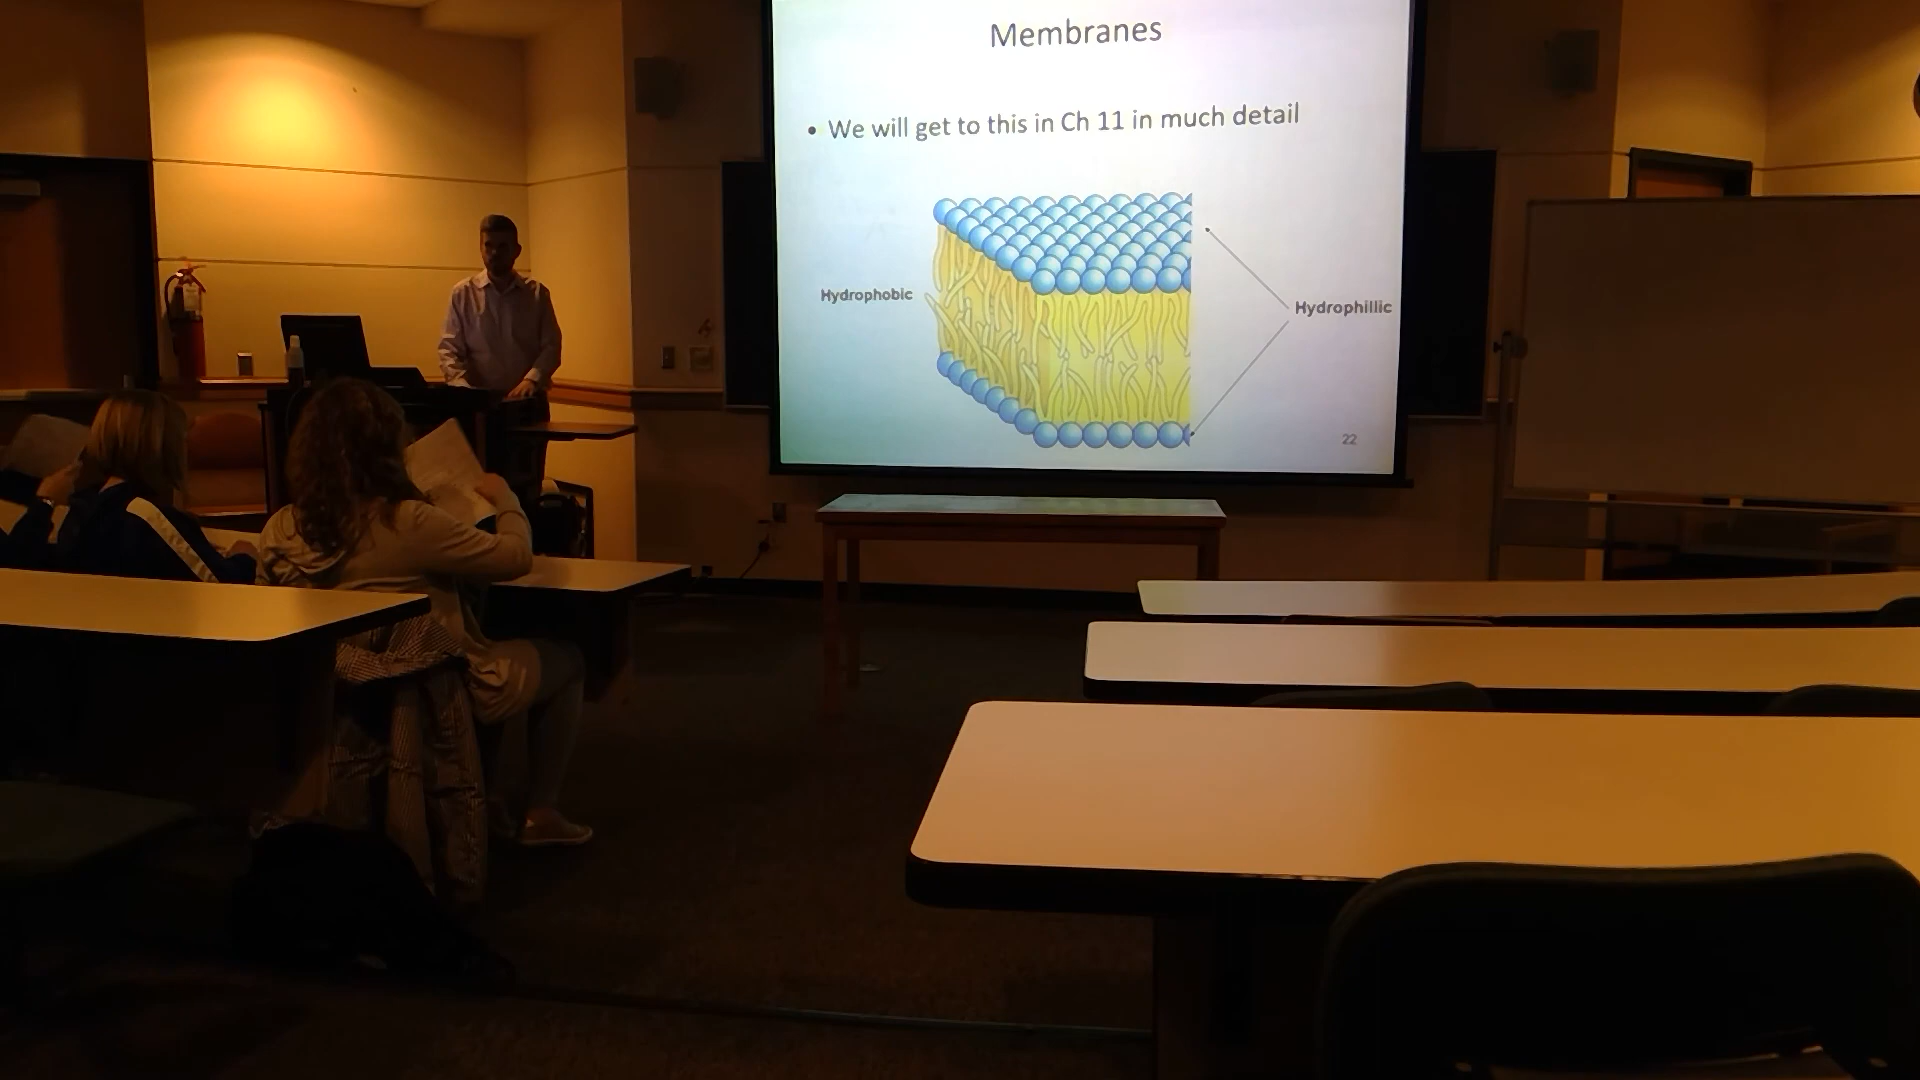 Membranes
• We will get to this in Ch 11 in much detail
Hydrophobic
Hydrophillic
22